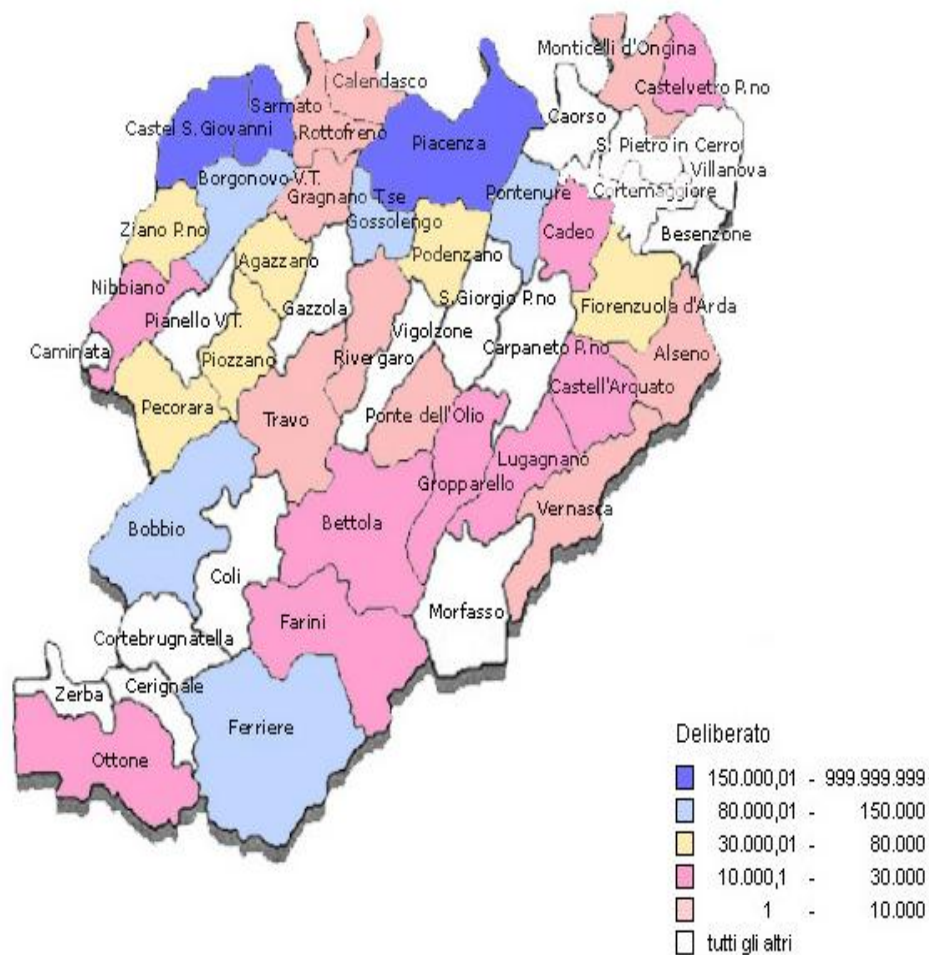 Monticelli d'Ongina
Calendasco
Castelvetro P.no
Sarmato
Caorso
Castel S. Giovanni
Rottofreno
Piacenza
S. Pietro in Cerro
Villanova
Borgonovo V.T.
Gragnano T.se
Pontenure
Cortemaggiore
Gossolengo
Ziano P.no
Cadeo
Besenzone
Agazzano
Podenzano
Nibbiano
Gazzola
S.Giorgio P.no
Fiorenzuola d'Arda
Pianello V.T.
Vigolzone
Caminata
Piozzano
Rivergaro
Carpaneto P.no
Alseno
Castell'Arquato
Pecorara
Travo
Ponte dell'Olio
Lugagnano
Gropparello
Vernasca
Bobbio
Bettola
Coli
Morfasso
Farini
Cortebrugnatella
Cerignale
Zerba
Ferriere
Ottone
Deliberato
150.000,01 - 999.999.999
80.000,01 - 150.000
30.000,01 - 80.000
10.000,1 - 30.000
1 - 10.000
tutti gli altri